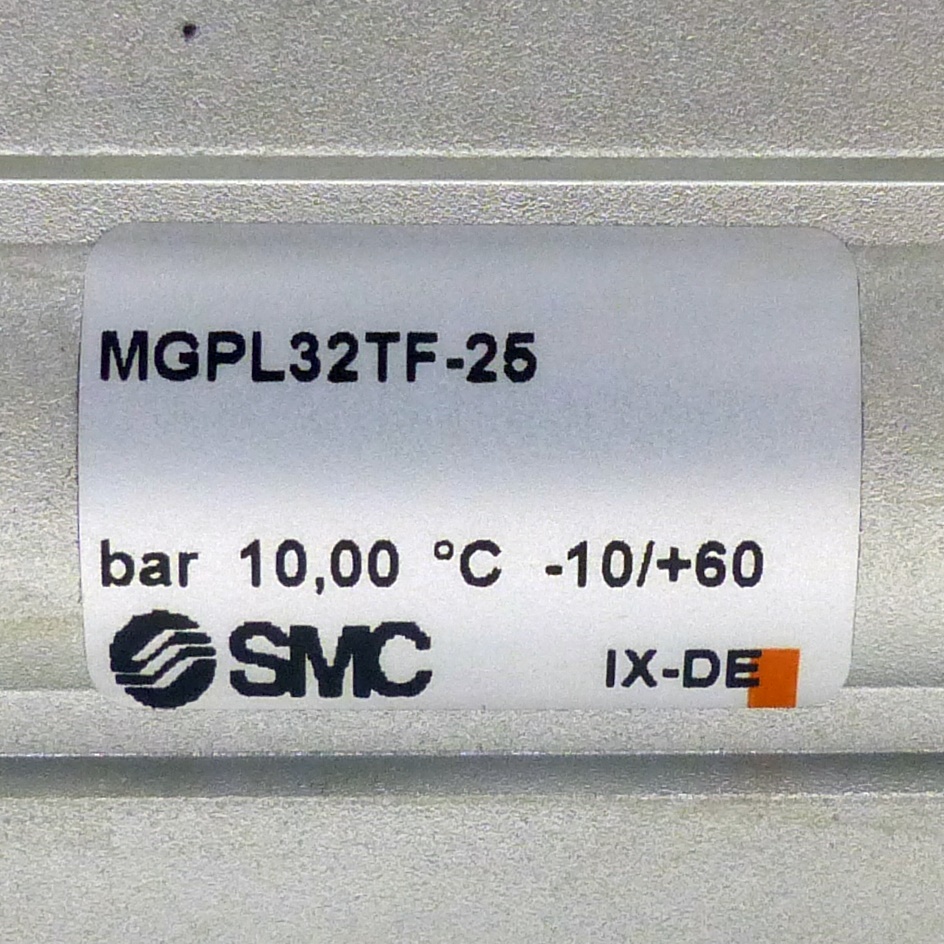 MGPL32TF-25
bar 10,00 °C -10/+60
SMC IX-DE